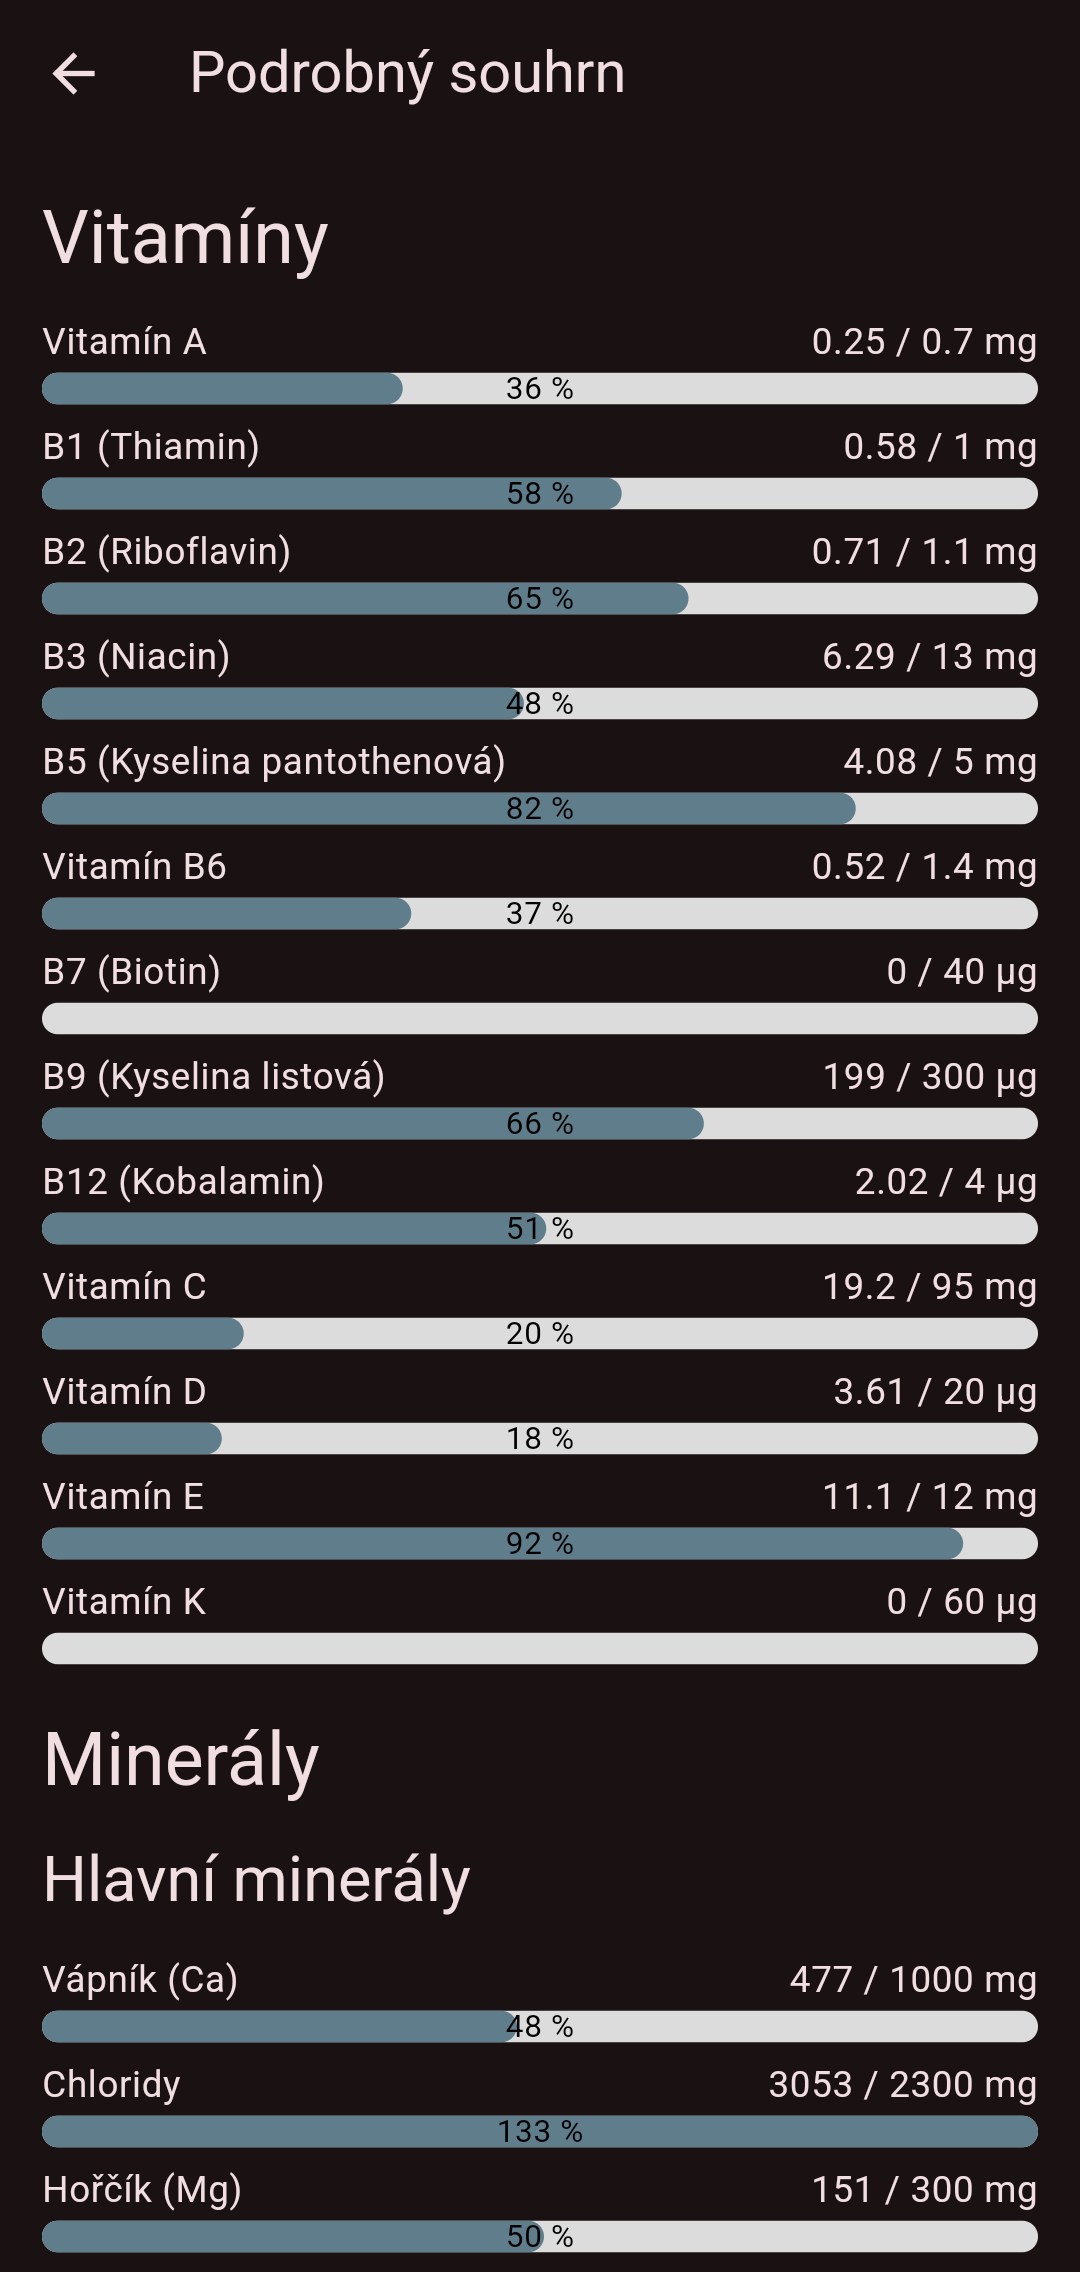 Podrobný souhrn
Vitamíny
Vitamín A 0.25 / 0.7 mg
36 %
B1 (Thiamin) 0.58 / 1 mg
58 %
B2 (Riboflavin) 0.71 / 1.1 mg
65 %
B3 (Niacin) 6.29 / 13 mg
48 %
B5 (Kyselina pantothenová) 4.08 / 5 mg
82 %
Vitamín B6 0.52 / 1.4 mg
37 %
B7 (Biotin) 0 / 40 µg
B9 (Kyselina listová) 199 / 300 µg
66 %
B12 (Kobalamin) 2.02 / 4 µg
51 %
Vitamín C 19.2 / 95 mg
20 %
Vitamín D 3.61 / 20 µg
18 %
Vitamín E 11.1 / 12 mg
92 %
Vitamín K 0 / 60 µg
Minerály
Hlavní minerály
Vápník (Ca) 477 / 1000 mg
48 %
Chloridy 3053 / 2300 mg
133 %
Hořčík (Mg) 151 / 300 mg
50 %